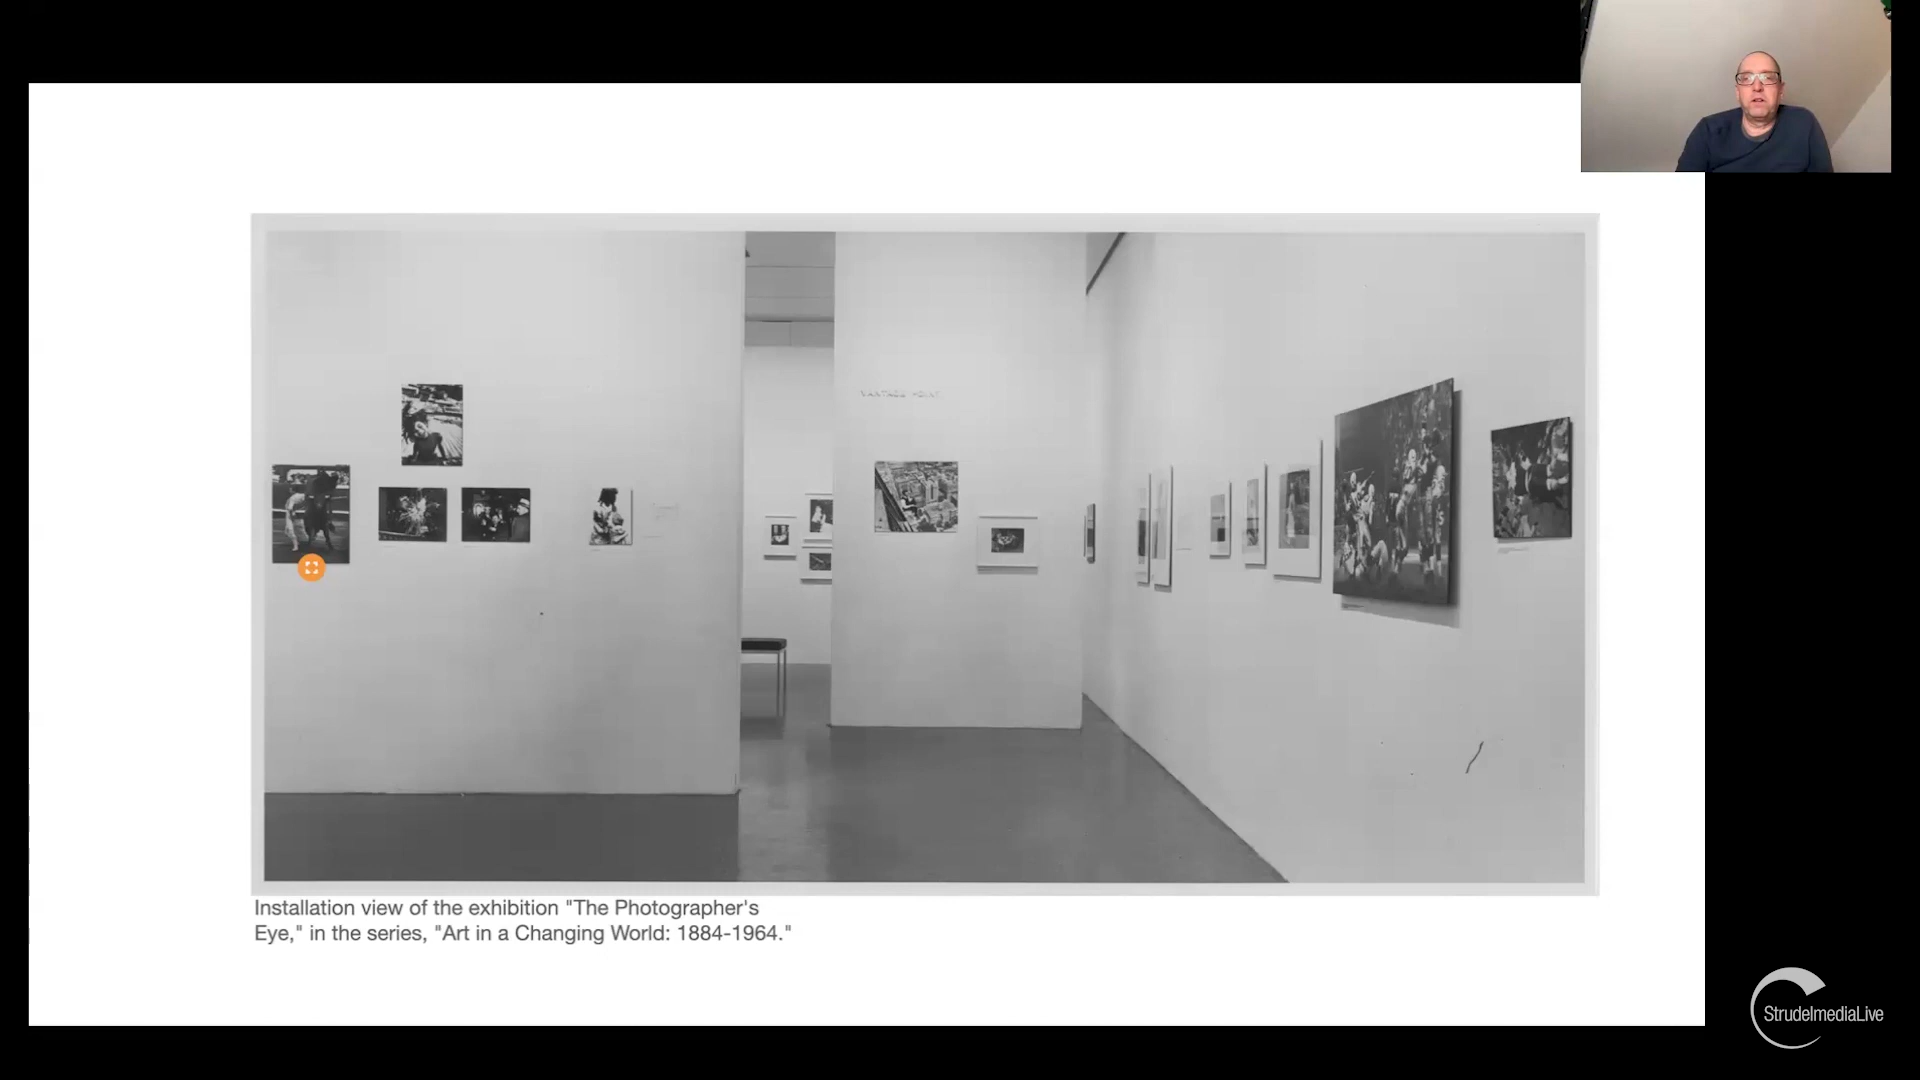 VANTAGE POINT
Installation view of the exhibition "The Photographer's
Eye," in the series, "Art in a Changing World: 1884-1964."
StrudelmediaLive